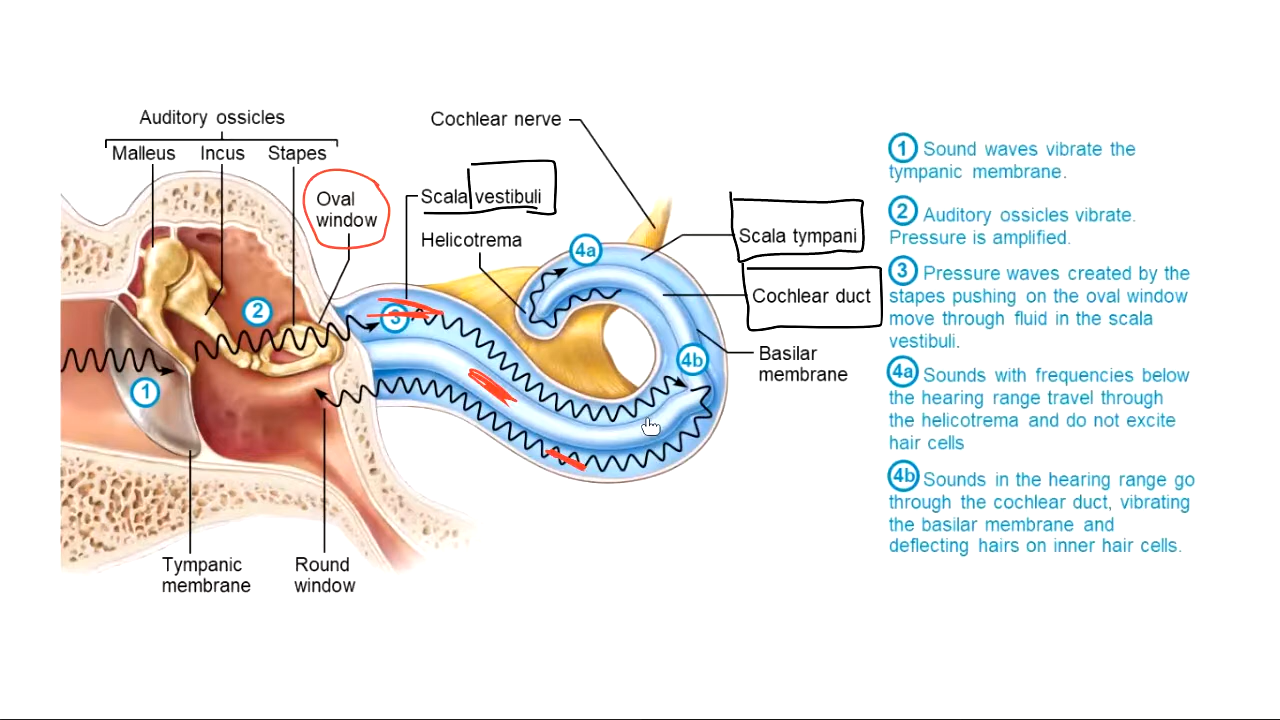 Auditory ossicles
Malleus Incus Stapes
Oval
window
Cochlear nerve
Scala vestibuli
Helicotrema
Scala tympani
Cochlear duct
Basilar
membrane
Tympanic
membrane
Round
window
1
2
3
4a
4b
1 Sound waves vibrate the
tympanic membrane.
2 Auditory ossicles vibrate.
Pressure is amplified.
3 Pressure waves created by the
stapes pushing on the oval window
move through fluid in the scala
vestibuli.
4a Sounds with frequencies below
the hearing range travel through
the helicotrema and do not excite
hair cells
4b Sounds in the hearing range go
through the cochlear duct, vibrating
the basilar membrane and
deflecting hairs on inner hair cells.